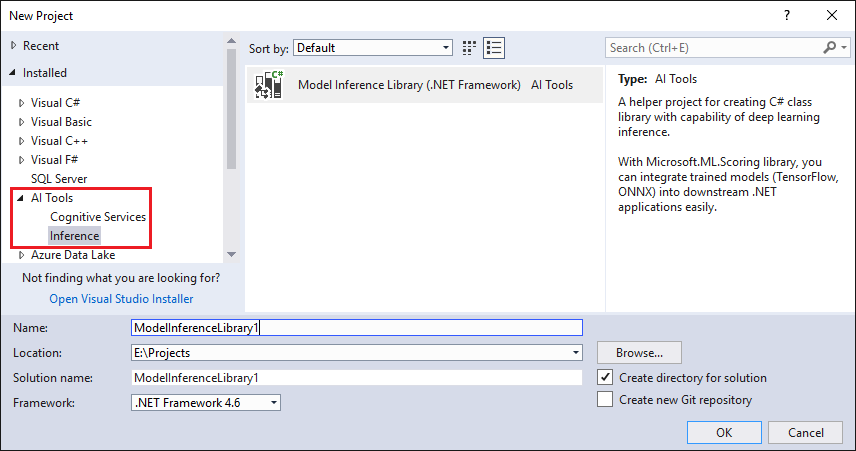 New Project
Recent
Installed
Visual C#
Visual Basic
Visual C++
Visual F#
SQL Server
AI Tools
Cognitive Services
Inference
Azure Data Lake
Not finding what you are looking for?
Open Visual Studio Installer
Sort by: Default
Search (Ctrl+E)
C#
Model Inference Library (.NET Framework) AI Tools
Type: AI Tools
A helper project for creating C# class
library with capability of deep learning
inference.
With Microsoft.ML.Scoring library, you
can integrate trained models (TensorFlow,
ONNX) into downstream .NET
applications easily.
Name: ModelInferenceLibrary1
Location: E:\Projects
Browse...
Solution name: ModelInferenceLibrary1
Create directory for solution
Framework: .NET Framework 4.6
Create new Git repository
OK
Cancel